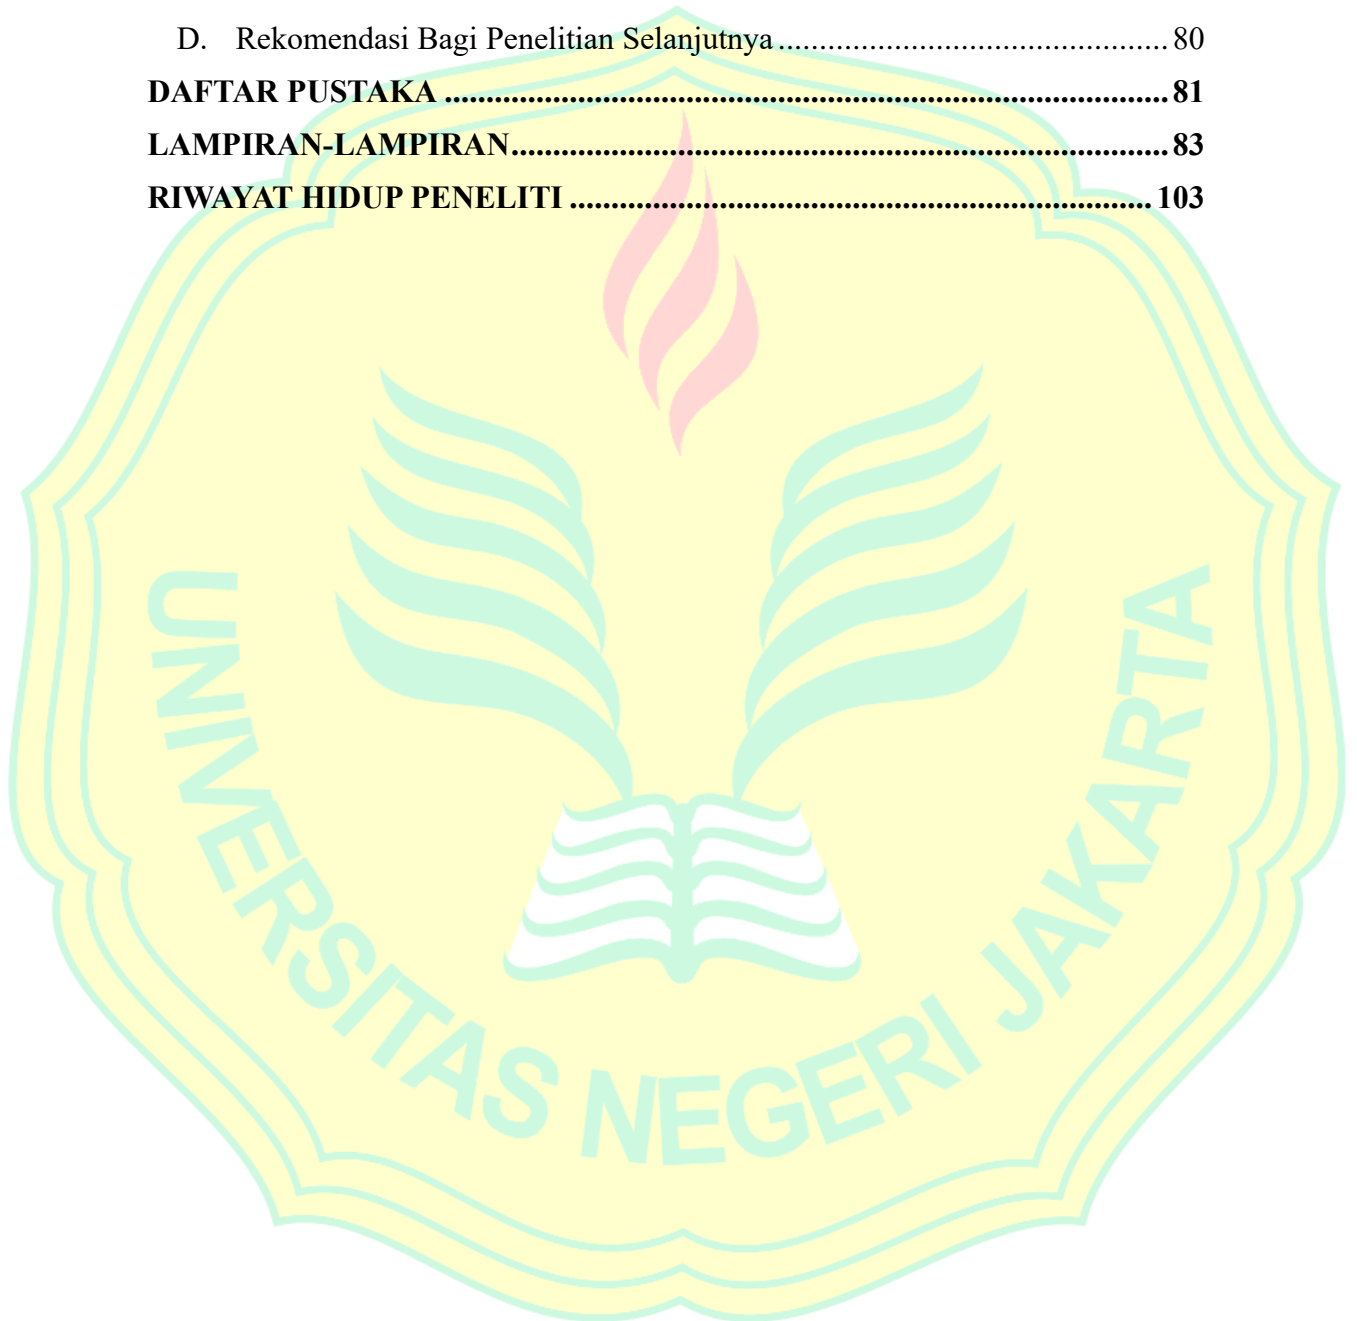 D. Rekomendasi Bagi Penelitian Selanjutnya ................................................ 80
DAFTAR PUSTAKA ......................................................................................... 81
LAMPIRAN-LAMPIRAN................................................................................. 83
RIWAYAT HIDUP PENELITI ........................................................................ 103
UNIVERSITAS NEGERI JAKARTA